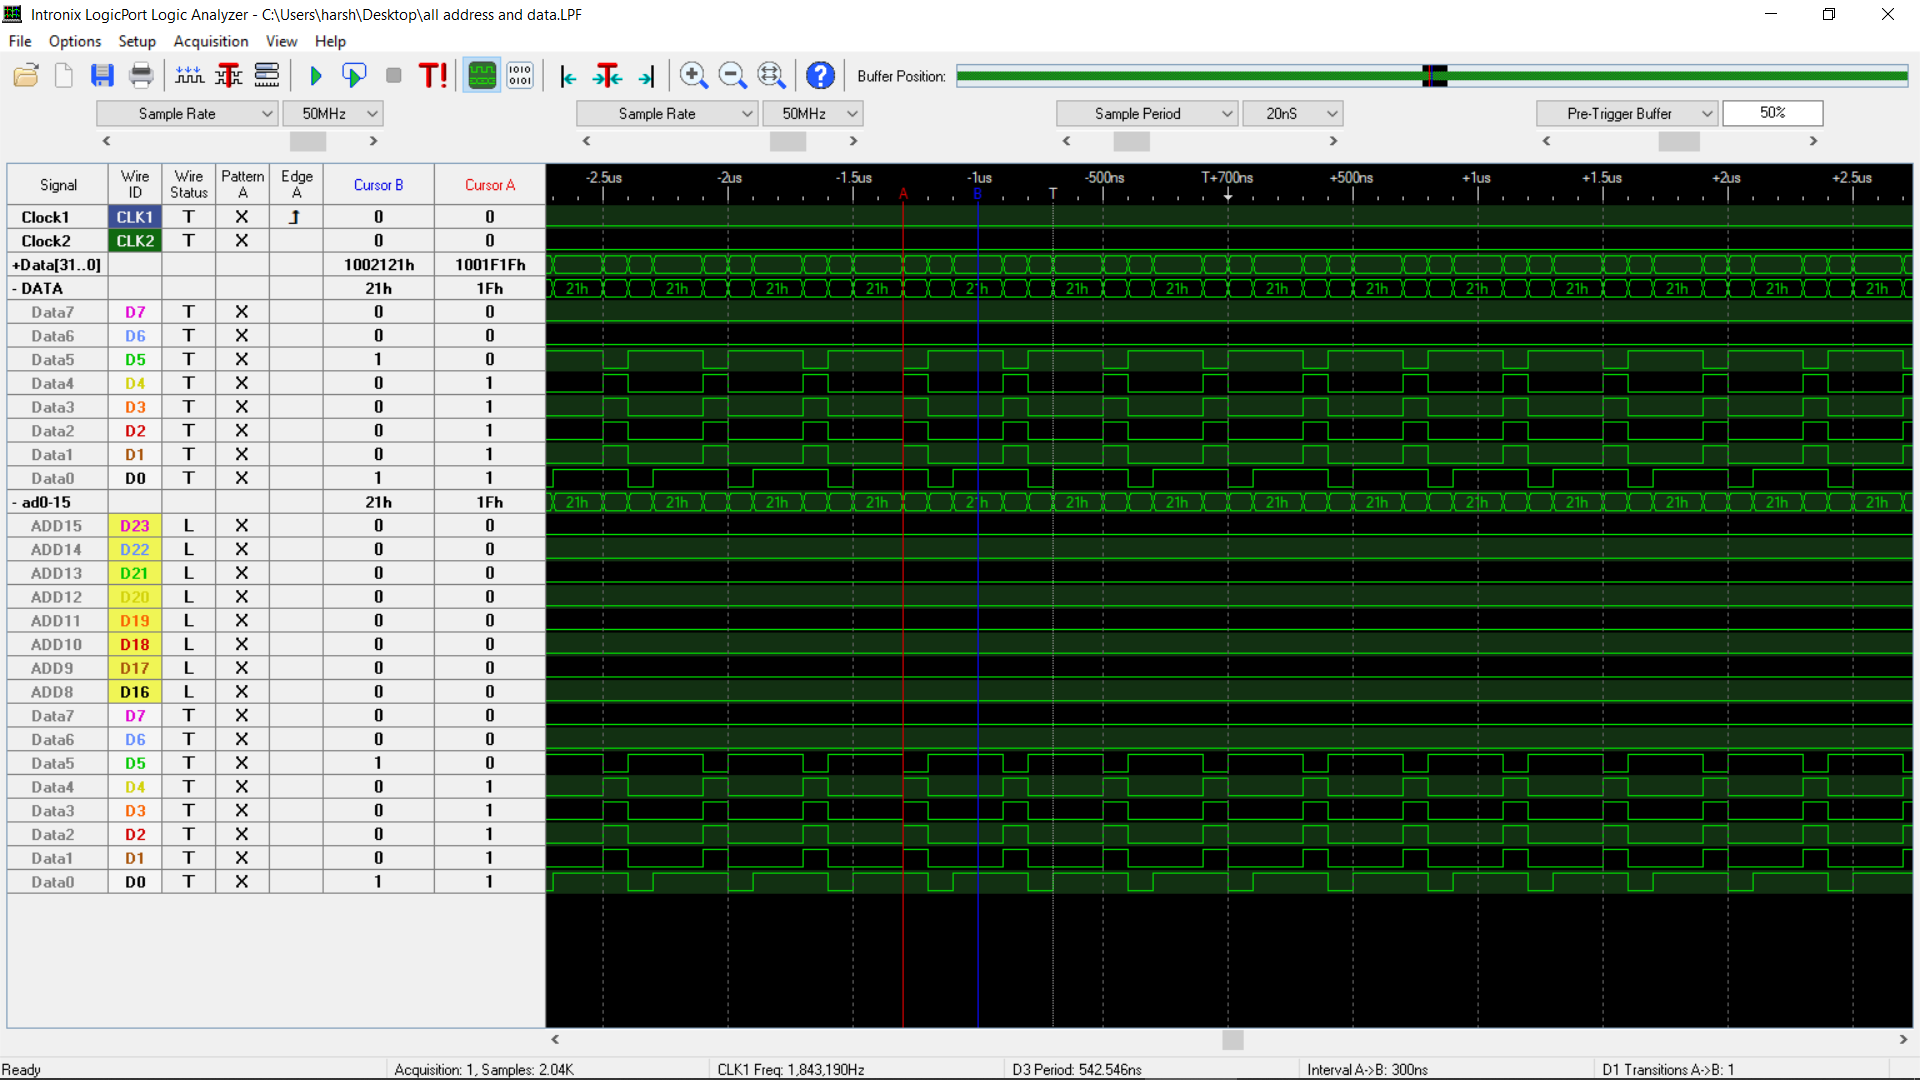 Intronix LogicPort Logic Analyzer - C:\Users\harsh\Desktop\all address and data.LPF
File Options Setup Acquisition View Help
T! 1010 0101 ? Buffer Position:
Sample Rate 50MHz Sample Rate 50MHz Sample Period 20nS Pre-Trigger Buffer 50%
Signal Wire ID Wire Status Pattern A Edge A Cursor B Cursor A
-2.5us -2us -1.5us -1us -500ns T+700ns +500ns +1us +1.5us +2us +2.5us
A B T
Clock1 CLK1 T X 0 0
Clock2 CLK2 T X 0 0
+Data[31..0] 1002121h 1001F1Fh
- DATA 21h 1Fh 21h 21h 21h 21h 21h 21h 21h 21h 21h 21h 21h 21h 21h 21h
Data7 D7 T X 0 0
Data6 D6 T X 0 0
Data5 D5 T X 1 0
Data4 D4 T X 0 1
Data3 D3 T X 0 1
Data2 D2 T X 0 1
Data1 D1 T X 0 1
Data0 D0 T X 1 1
- ad0-15 21h 1Fh 21h 21h 21h 21h 21h 21h 21h 21h 21h 21h 21h 21h 21h 21h
ADD15 D23 L X 0 0
ADD14 D22 L X 0 0
ADD13 D21 L X 0 0
ADD12 D20 L X 0 0
ADD11 D19 L X 0 0
ADD10 D18 L X 0 0
ADD9 D17 L X 0 0
ADD8 D16 L X 0 0
Data7 D7 T X 0 0
Data6 D6 T X 0 0
Data5 D5 T X 1 0
Data4 D4 T X 0 1
Data3 D3 T X 0 1
Data2 D2 T X 0 1
Data1 D1 T X 0 1
Data0 D0 T X 1 1
Ready Acquisition: 1, Samples: 2.04K CLK1 Freq: 1,843,190Hz D3 Period: 542.546ns Interval A->B: 300ns D1 Transitions A->B: 1